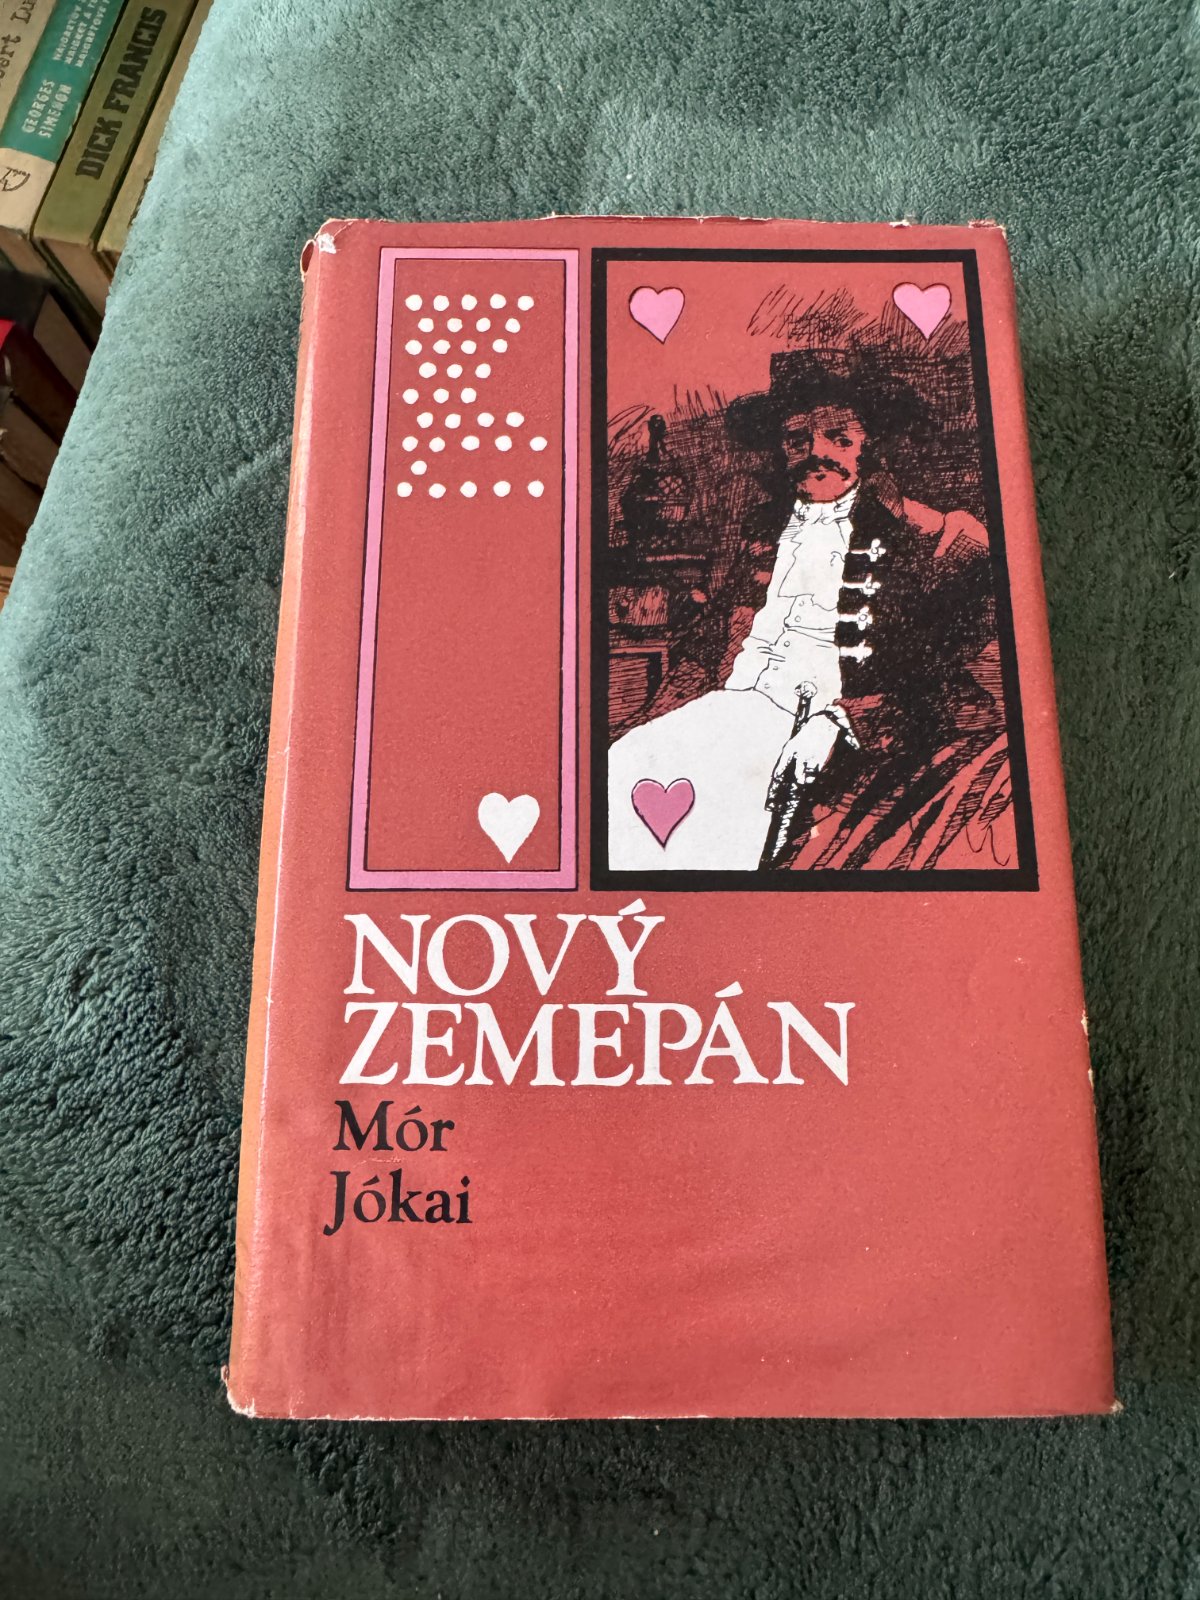 GEORGES
SIMENON
DICK FRANCIS
NOVÝ
ZEMEPÁN
Mór
Jókai